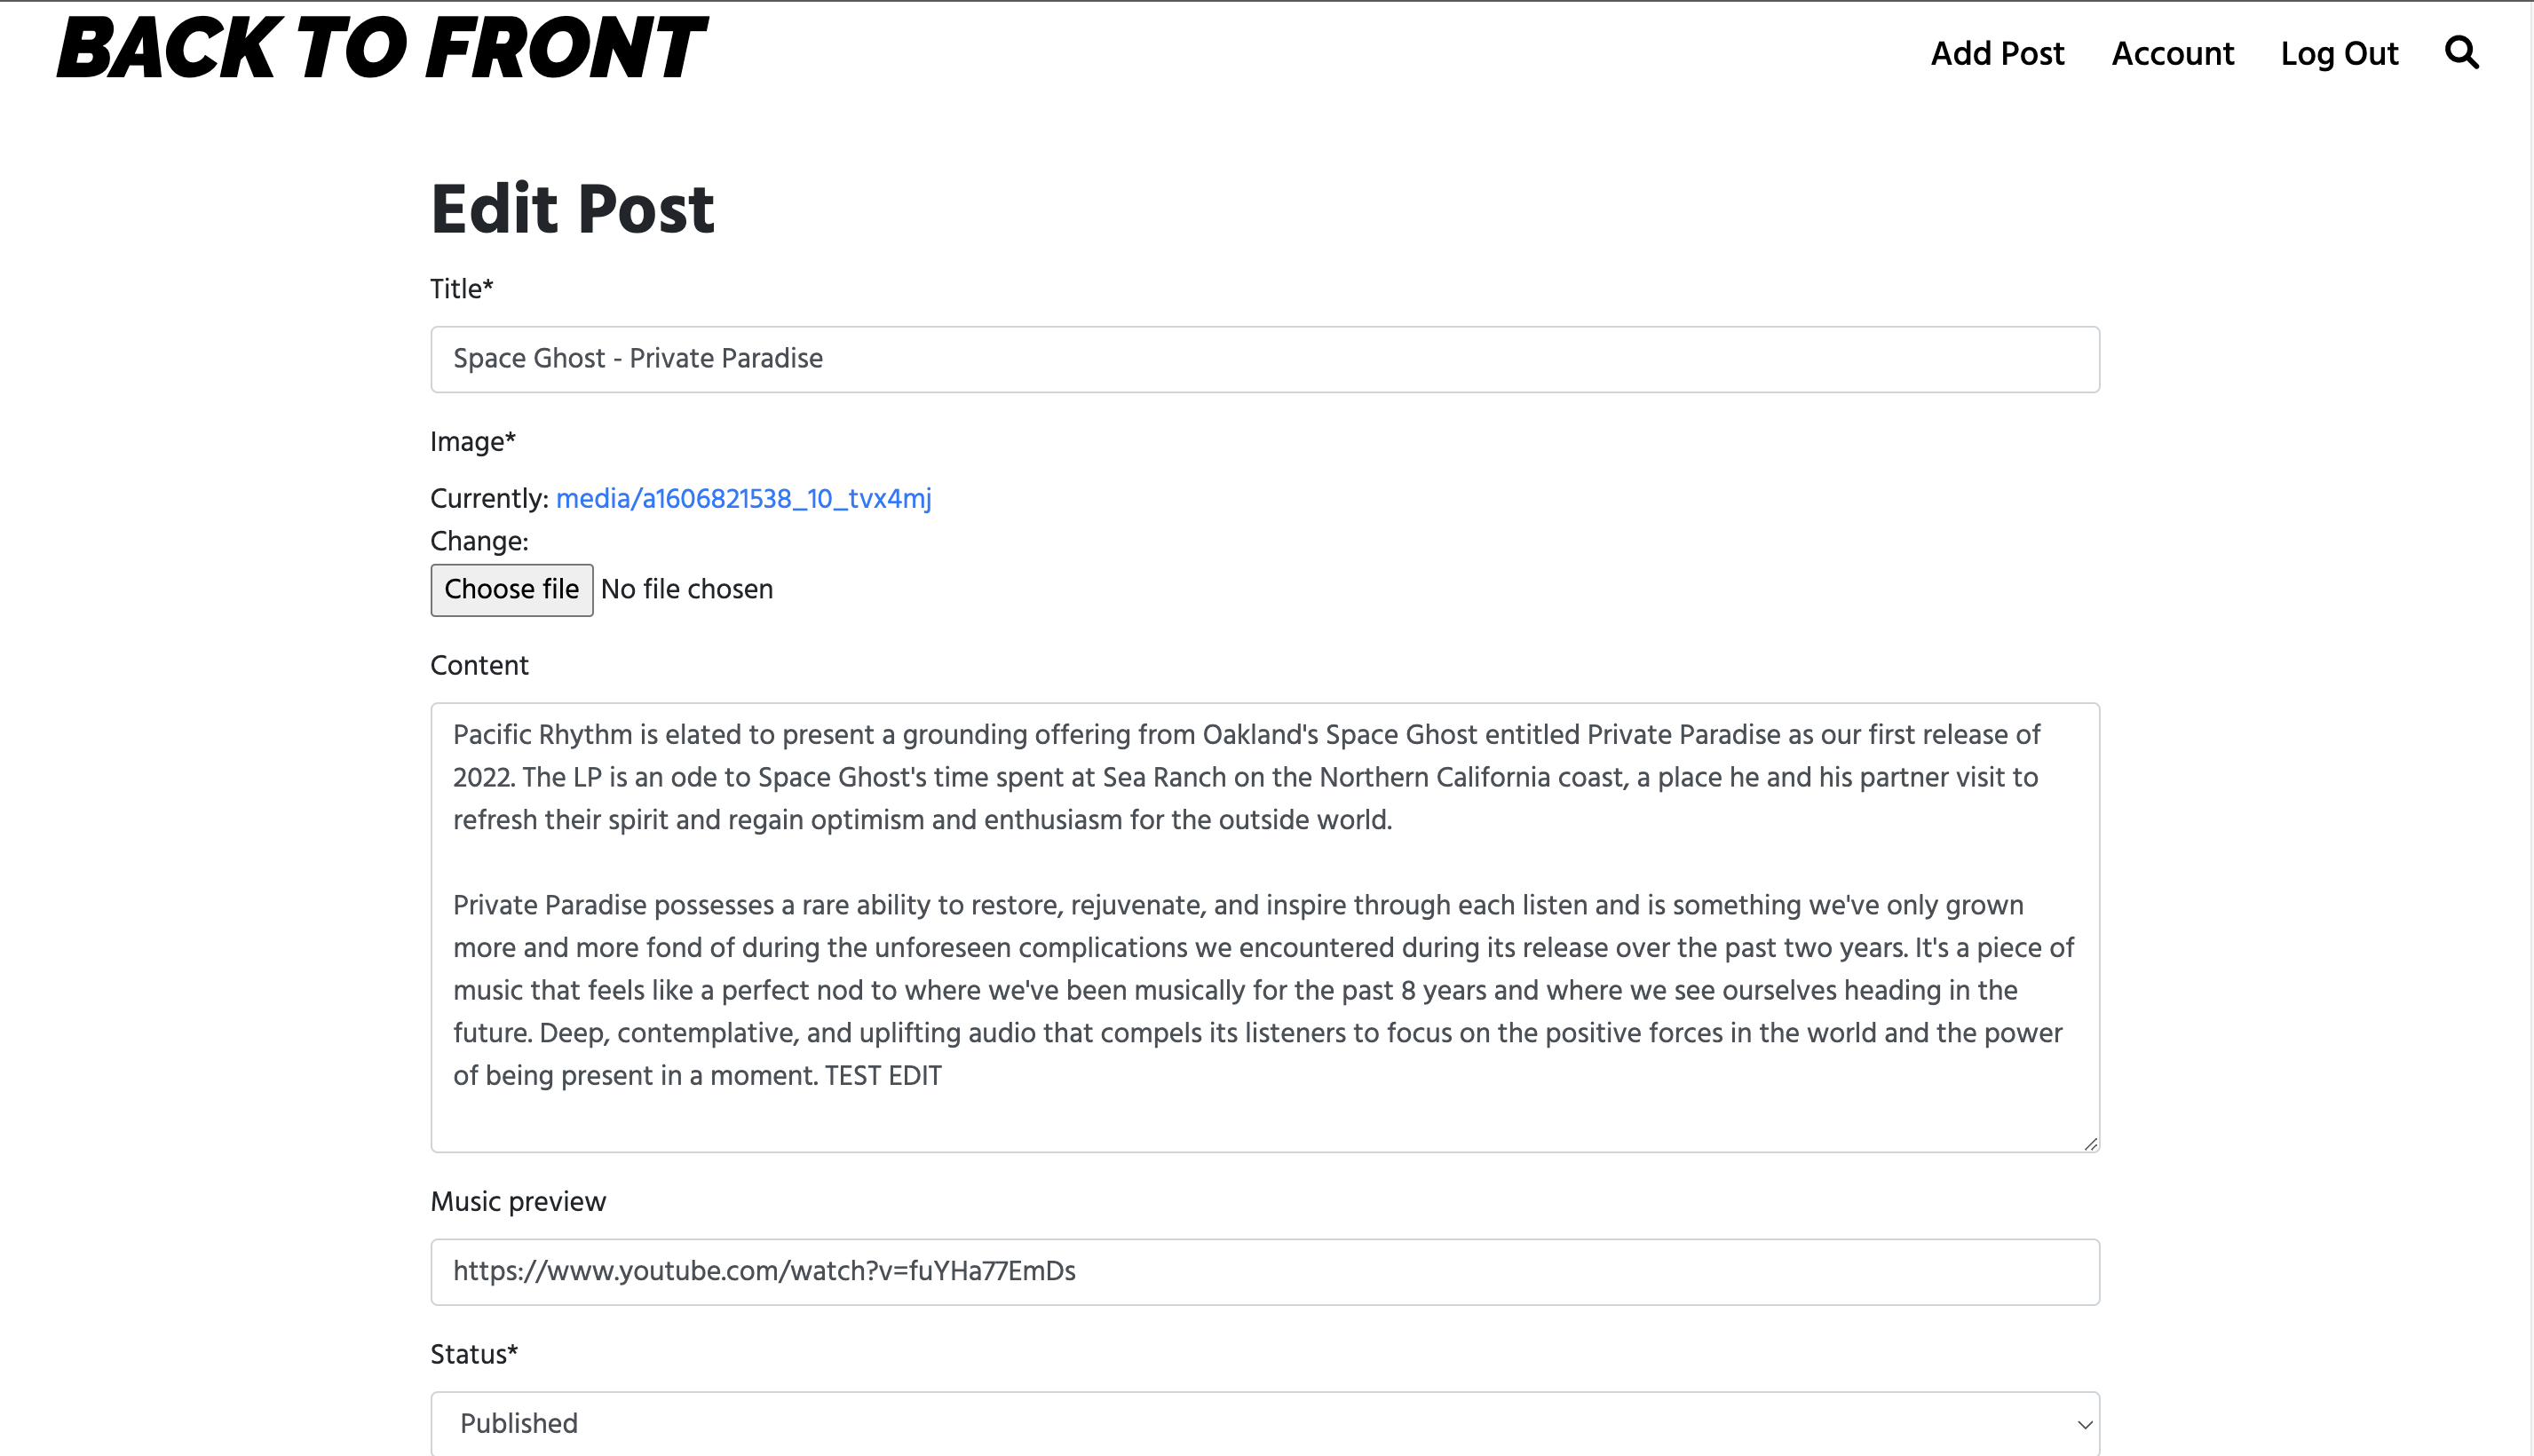 BACK TO FRONT
Add Post
Account
Log Out
Edit Post
Title*
Space Ghost - Private Paradise
Image*
Currently: media/a1606821538_10_tvx4mj
Change:
Choose file No file chosen
Content
Pacific Rhythm is elated to present a grounding offering from Oakland's Space Ghost entitled Private Paradise as our first release of
2022. The LP is an ode to Space Ghost's time spent at Sea Ranch on the Northern California coast, a place he and his partner visit to
refresh their spirit and regain optimism and enthusiasm for the outside world.
Private Paradise possesses a rare ability to restore, rejuvenate, and inspire through each listen and is something we've only grown
more and more fond of during the unforeseen complications we encountered during its release over the past two years. It's a piece of
music that feels like a perfect nod to where we've been musically for the past 8 years and where we see ourselves heading in the
future. Deep, contemplative, and uplifting audio that compels its listeners to focus on the positive forces in the world and the power
of being present in a moment. TEST EDIT
Music preview
https://www.youtube.com/watch?v=fuYHa77EmDs
Status*
Published